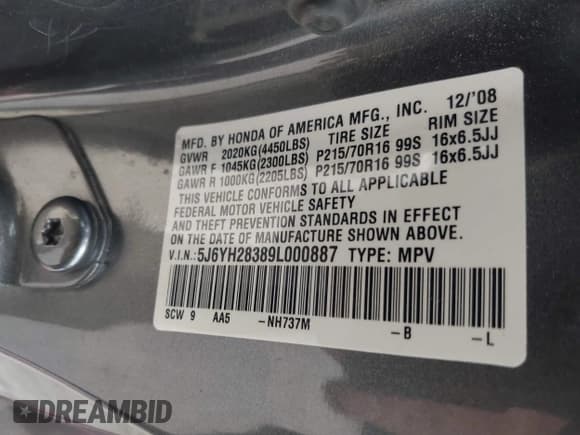 MFD. BY HONDA OF AMERICA MFG., INC. 12/'08
GVWR 2020KG(4450LBS) TIRE SIZE RIM SIZE
GAWR F 1045KG(2300LBS) P215/70R16 99S 16x6.5JJ
GAWR R 1000KG(2205LBS) P215/70R16 99S 16x6.5JJ
THIS VEHICLE CONFORMS TO ALL APPLICABLE
FEDERAL MOTOR VEHICLE SAFETY
AND THEFT PREVENTION STANDARDS IN EFFECT
ON THE DATE OF MANUFACTURE SHOWN ABOVE.
V.I.N.: 5J6YH28389L000887 TYPE: MPV
SCW 9 AA5 -NH737M -B -L
DREAMBID